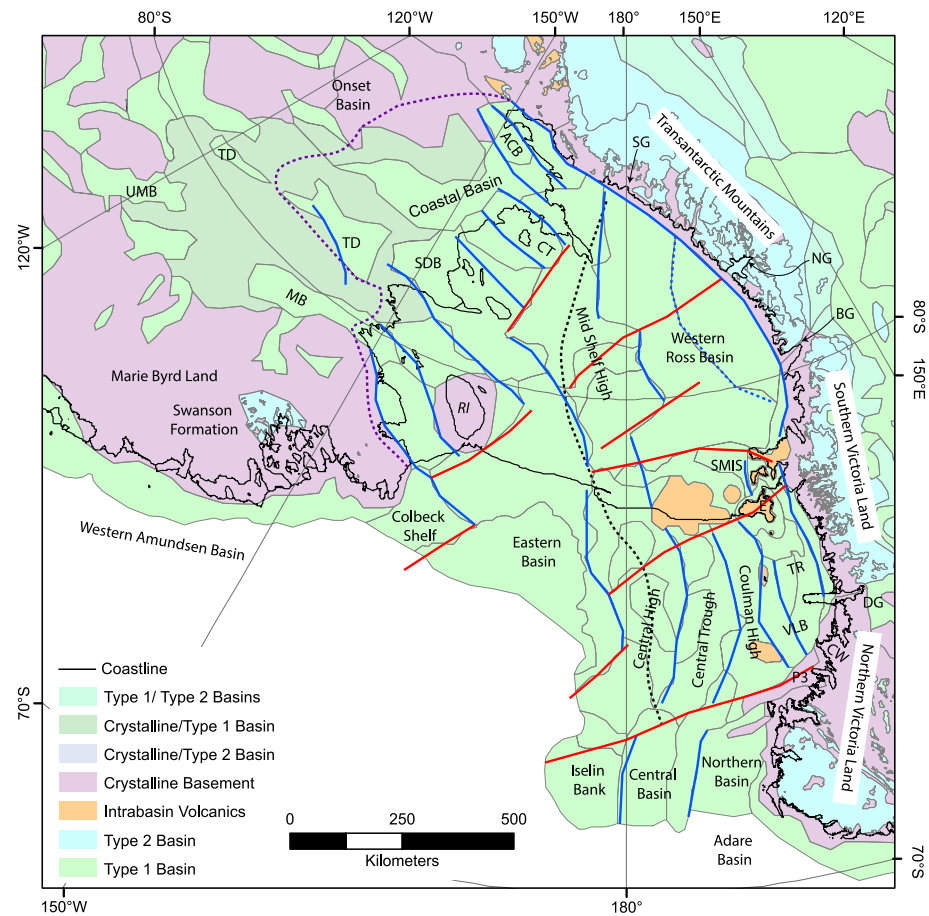 80°S
120°W
150°W
180°
150°E
120°E
Onset
Basin
TD
UMB
ACB
SG
Transantarctic Mountains
Coastal Basin
TD
CT
SDB
NG
120°W
MB
BG
80°S
Mid Shelf High
Western
Ross Basin
150°E
Marie Byrd Land
Swanson
Formation
RI
Southern Victoria Land
SMIS
E
Colbeck
Shelf
Western Amundsen Basin
Eastern
Basin
TR
DG
Central High
Central Trough
Coulman High
VLB
CW
P3
Northern Victoria Land
Coastline
Type 1/ Type 2 Basins
70°S
Crystalline/Type 1 Basin
Crystalline/Type 2 Basin
Crystalline Basement
Intrabasin Volcanics
Type 2 Basin
Type 1 Basin
0
250
500
Kilometers
Iselin
Bank
Central
Basin
Northern
Basin
Adare
Basin
70°S
150°W
180°